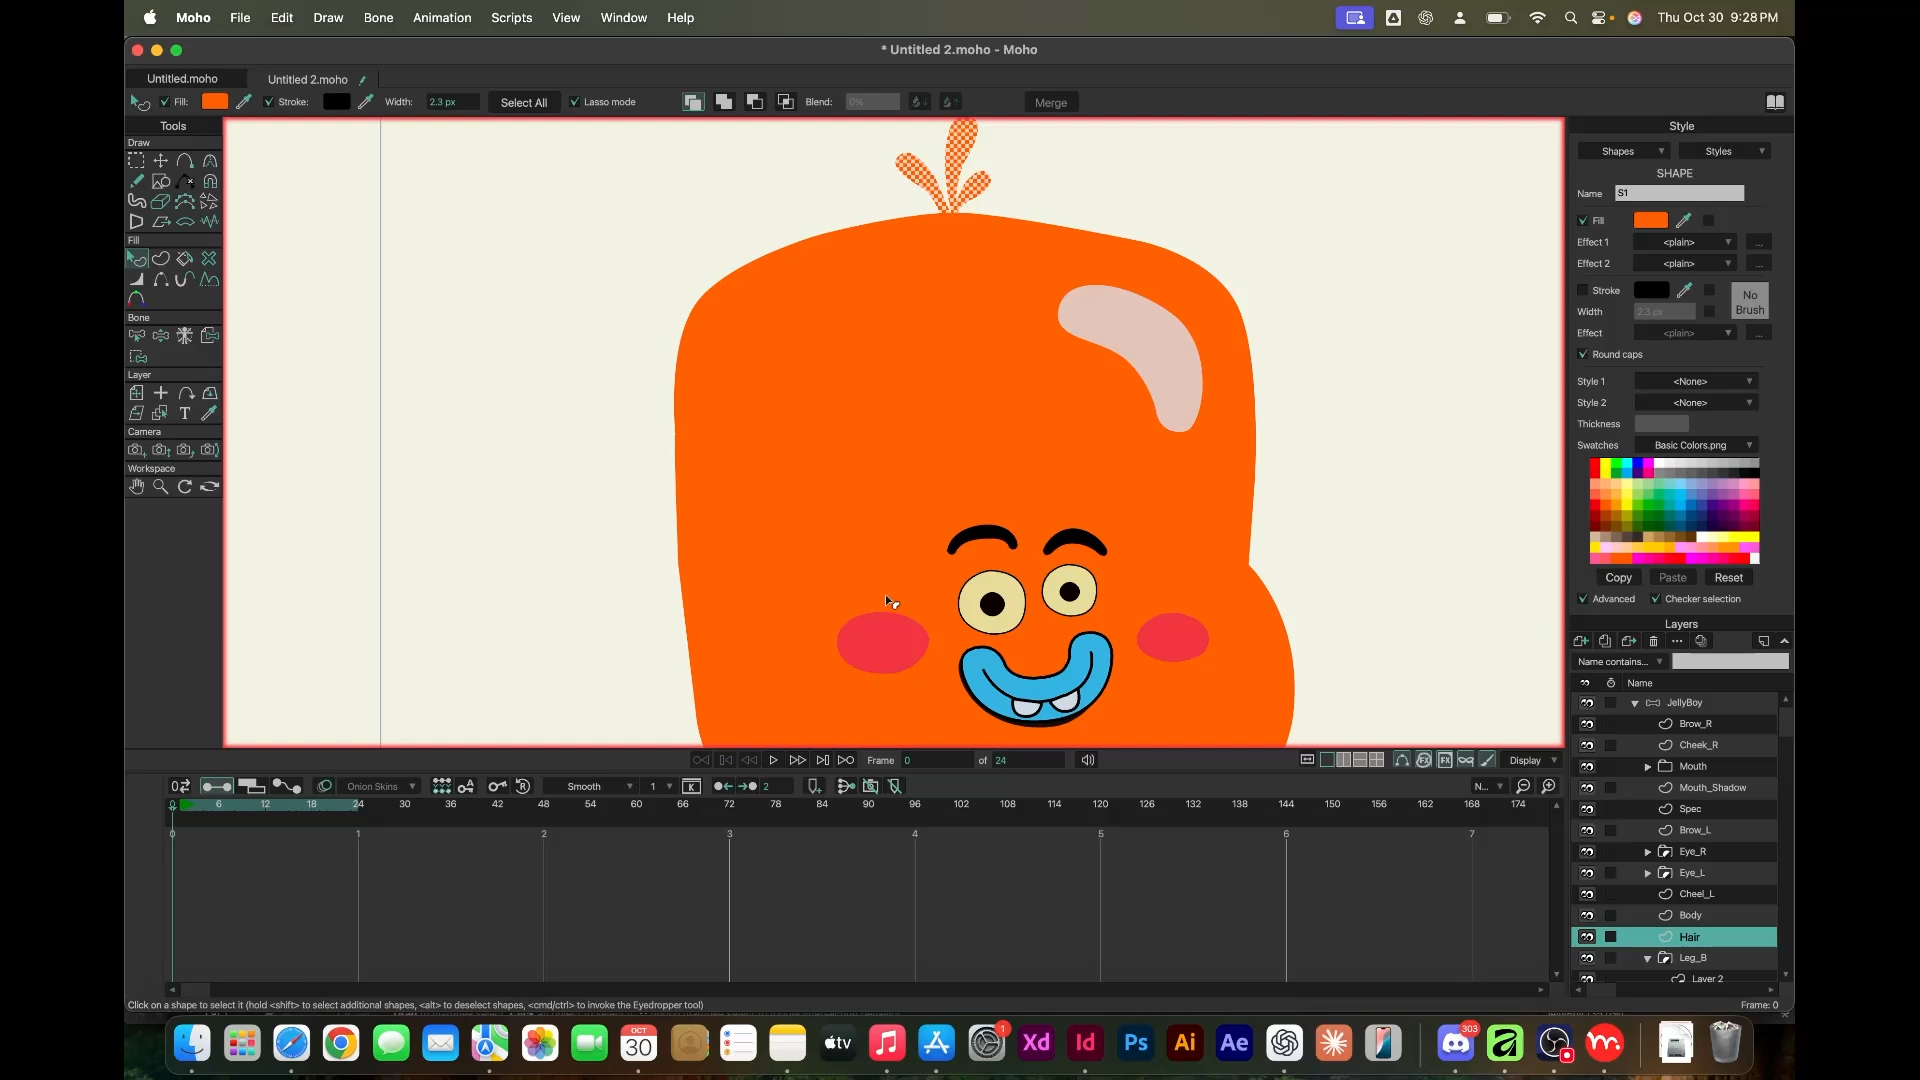 Moho File Edit Draw Bone Animation Scripts View Window Help Thu Oct 30 9:28 PM
* Untitled 2.moho - Moho
Untitled.moho Untitled 2.moho
Fill: Stroke: Width: 2.3 px Select All Lasso mode Blend: 0% Merge
Tools
Draw
Fill
Bone
Layer
Camera
Workspace
Style
Shapes Styles
SHAPE
Name S1
Fill
Effect 1 <plain> ...
Effect 2 <plain> ...
Stroke No Brush
Width 2.3 px
Effect <plain> ...
Round caps
Style 1 <None>
Style 2 <None>
Thickness
Swatches Basic Colors.png
Copy Paste Reset
Advanced Checker selection
Layers
Name contains...
Name
JellyBoy
Brow_R
Cheek_R
Mouth
Mouth_Shadow
Spec
Brow_L
Eye_R
Eye_L
Cheel_L
Body
Hair
Leg_B
Layer 2
Frame 0 of 24 Display
Onion Skins Smooth 1 K 2 N...
0 6 12 18 24 30 36 42 48 54 60 66 72 78 84 90 96 102 108 114 120 126 132 138 144 150 156 162 168 174
0 1 2 3 4 5 6 7
Click on a shape to select it (hold <shift> to select additional shapes, <alt> to deselect shapes, <cmd/ctrl> to invoke the Eyedropper tool) Frame: 0
OCT 30 tv 1 Xd Id Ps Ai Ae 303